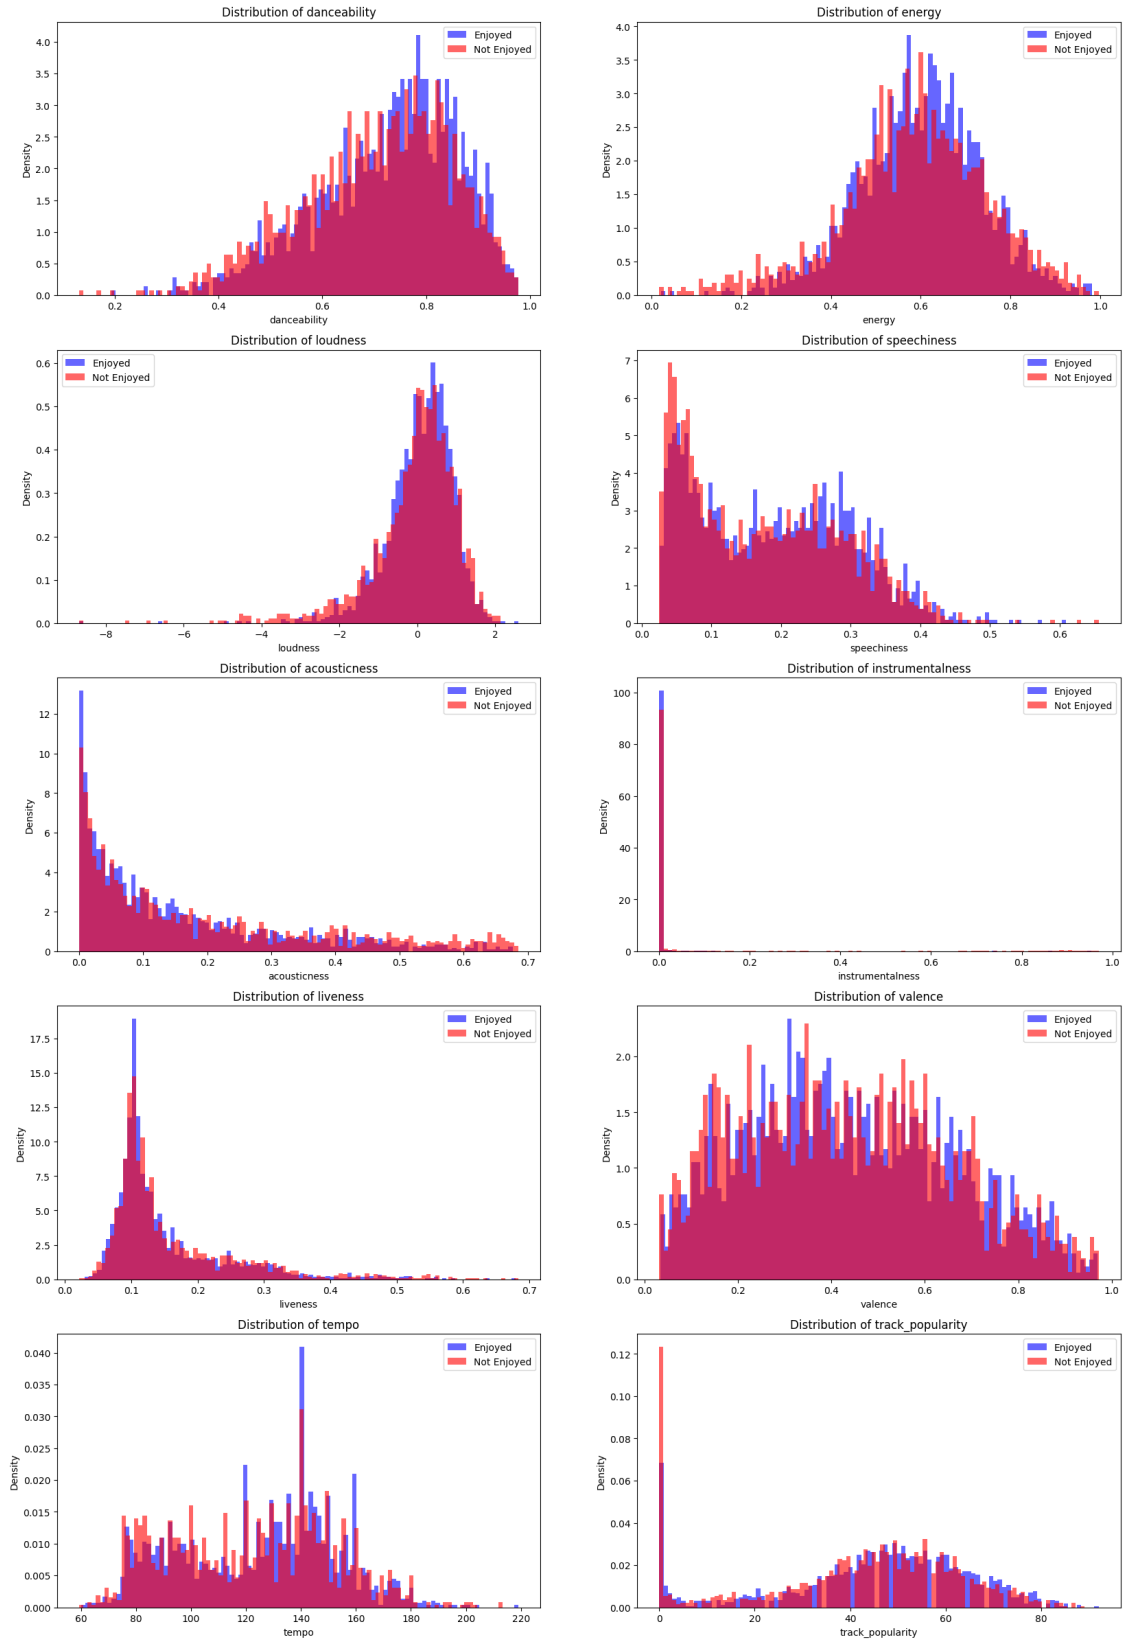 Distribution of danceability
Density
4.0
3.5
3.0
2.5
2.0
1.5
1.0
0.5
0.0
Enjoyed
Not Enjoyed
0.2 0.4 0.6 0.8 1.0
danceability
Distribution of energy
Density
4.0
3.5
3.0
2.5
2.0
1.5
1.0
0.5
0.0
Enjoyed
Not Enjoyed
0.0 0.2 0.4 0.6 0.8 1.0
energy
Distribution of loudness
Density
0.6
0.5
0.4
0.3
0.2
0.1
0.0
Enjoyed
Not Enjoyed
−8 −6 −4 −2 0 2
loudness
Distribution of speechiness
Density
7
6
5
4
3
2
1
0
Enjoyed
Not Enjoyed
0.0 0.1 0.2 0.3 0.4 0.5 0.6
speechiness
Distribution of acousticness
Density
12
10
8
6
4
2
0
Enjoyed
Not Enjoyed
0.0 0.1 0.2 0.3 0.4 0.5 0.6 0.7
acousticness
Distribution of instrumentalness
Density
100
80
60
40
20
0
Enjoyed
Not Enjoyed
0.0 0.2 0.4 0.6 0.8 1.0
instrumentalness
Distribution of liveness
Density
17.5
15.0
12.5
10.0
7.5
5.0
2.5
0.0
Enjoyed
Not Enjoyed
0.0 0.1 0.2 0.3 0.4 0.5 0.6 0.7
liveness
Distribution of valence
Density
2.0
1.5
1.0
0.5
0.0
Enjoyed
Not Enjoyed
0.0 0.2 0.4 0.6 0.8 1.0
valence
Distribution of tempo
Density
0.040
0.035
0.030
0.025
0.020
0.015
0.010
0.005
0.000
Enjoyed
Not Enjoyed
60 80 100 120 140 160 180 200 220
tempo
Distribution of track_popularity
Density
0.12
0.10
0.08
0.06
0.04
0.02
0.00
Enjoyed
Not Enjoyed
0 20 40 60 80
track_popularity